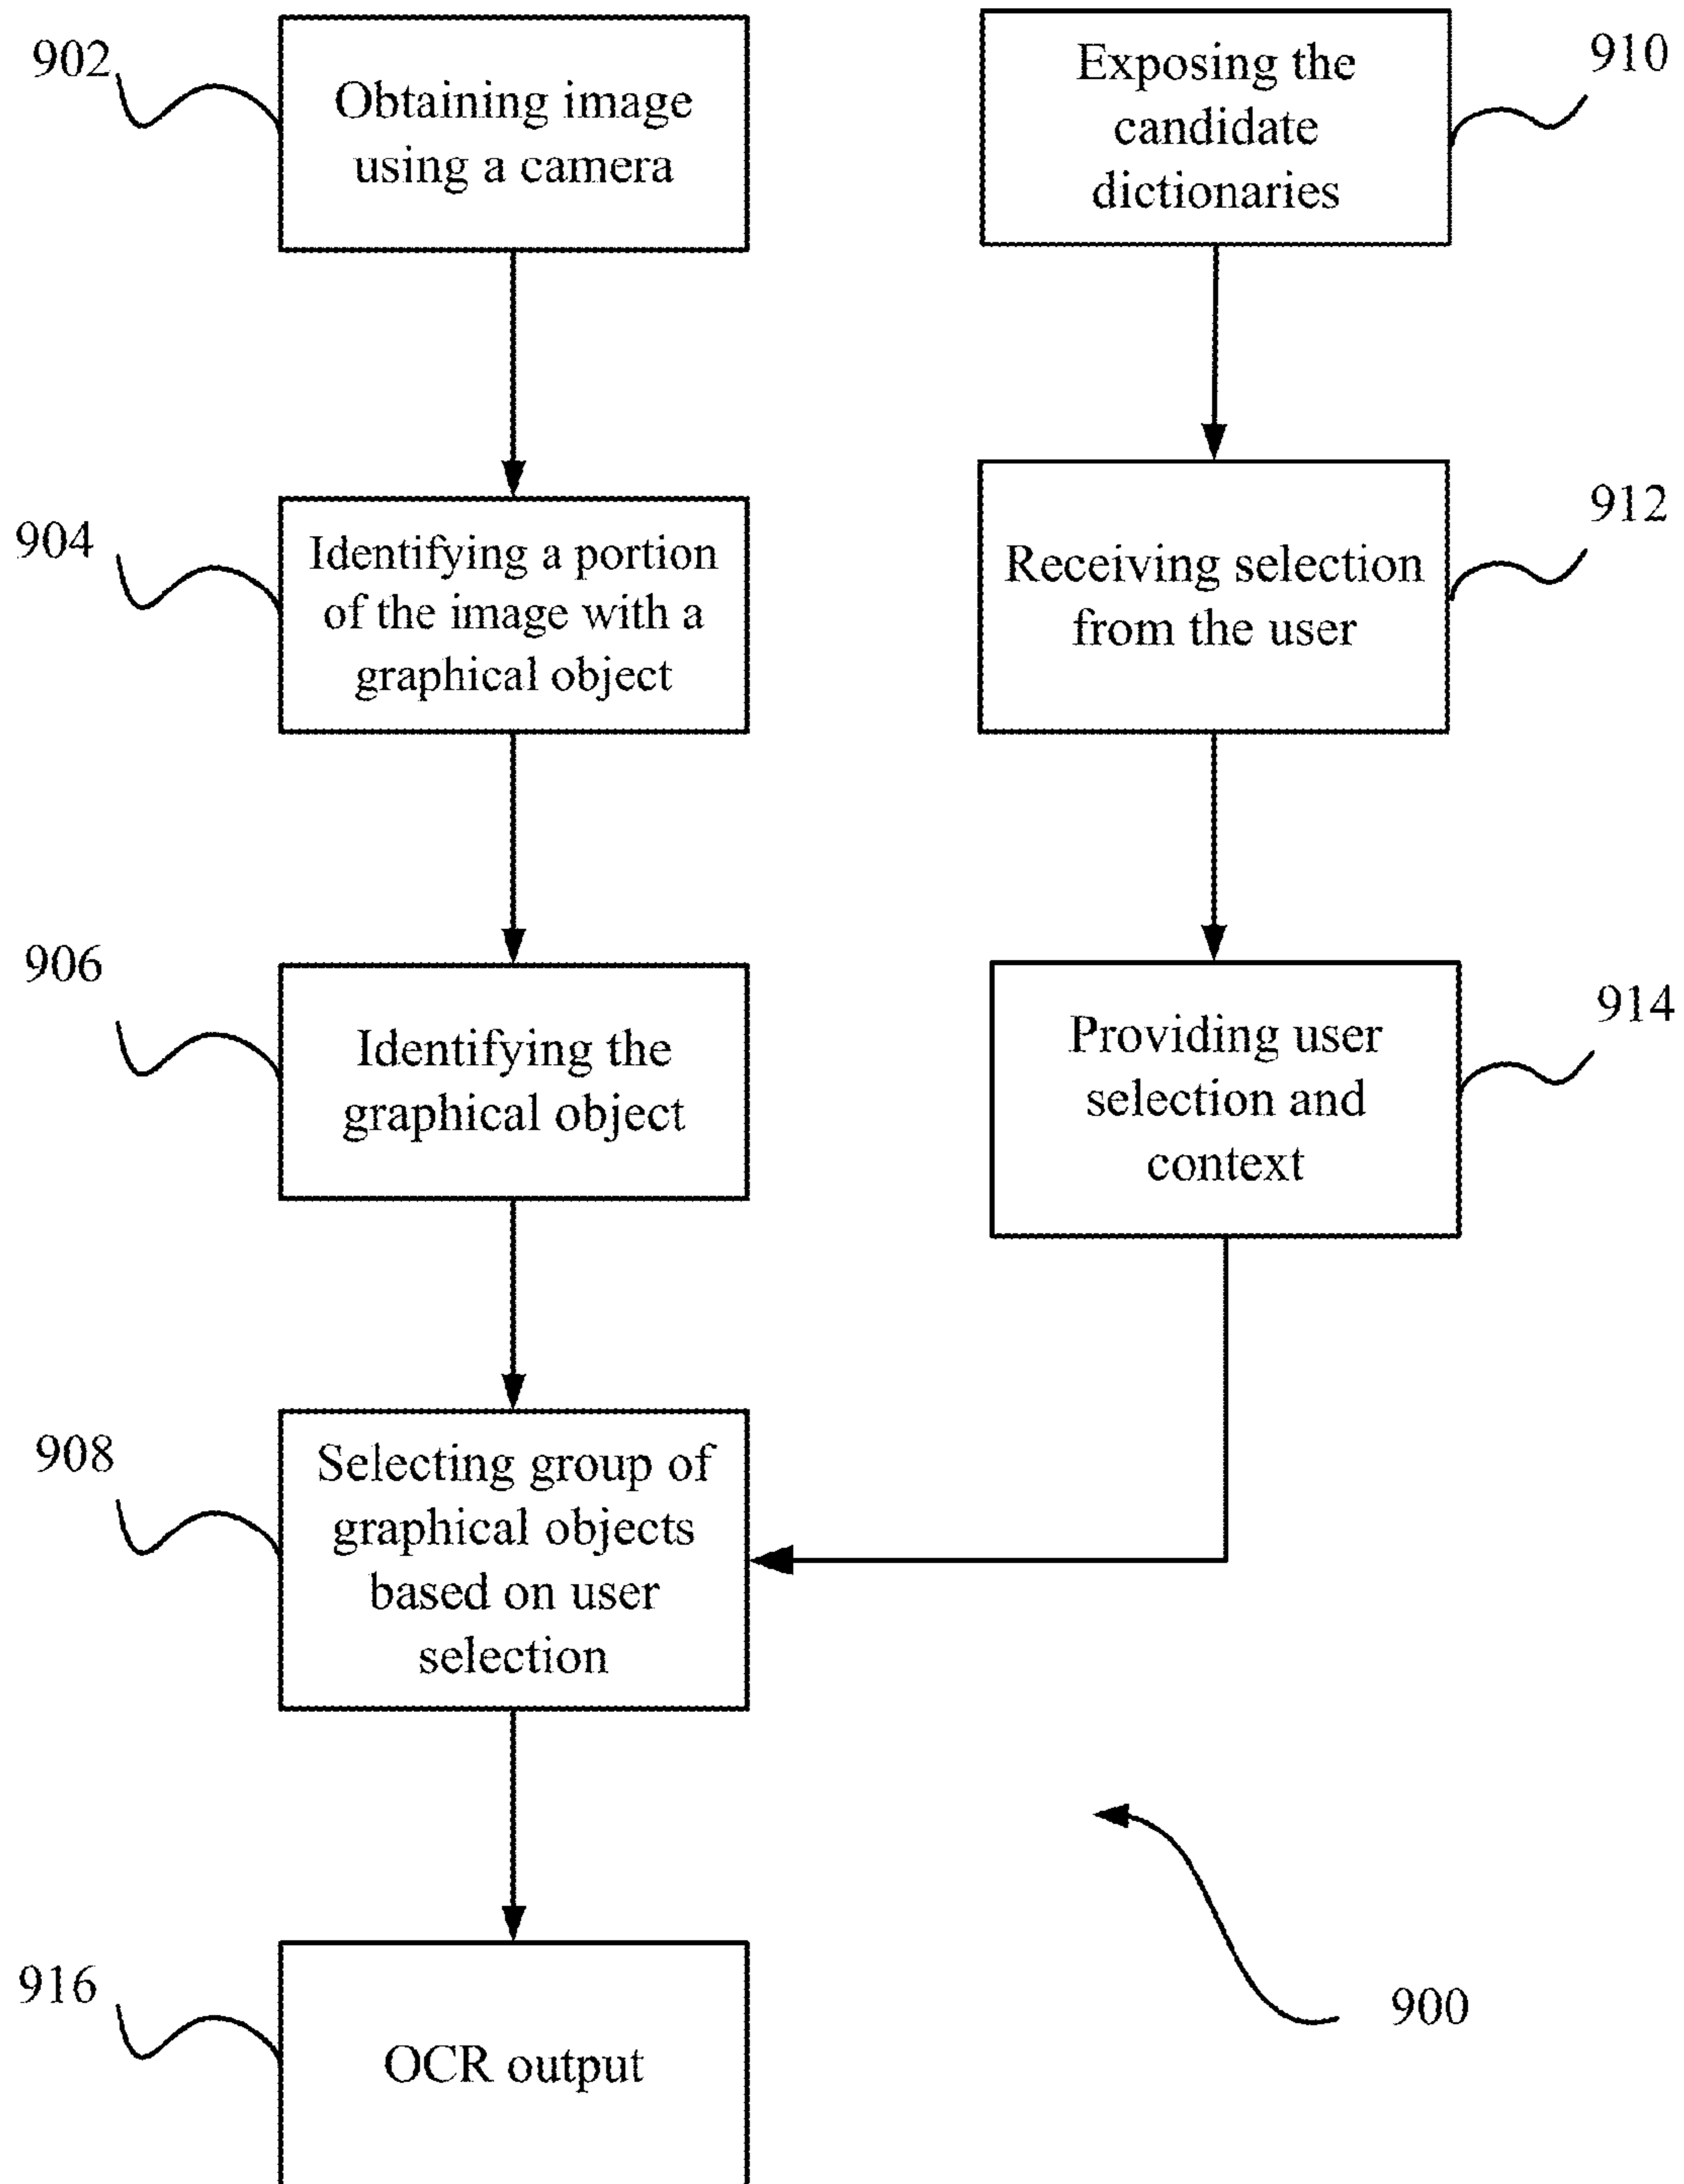 902
Obtaining image
using a camera
904
Identifying a portion
of the image with a
graphical object
906
Identifying the
graphical object
908
Selecting group of
graphical objects
based on user
selection
916
OCR output
910
Exposing the
candidate
dictionaries
912
Receiving selection
from the user
914
Providing user
selection and
context
900